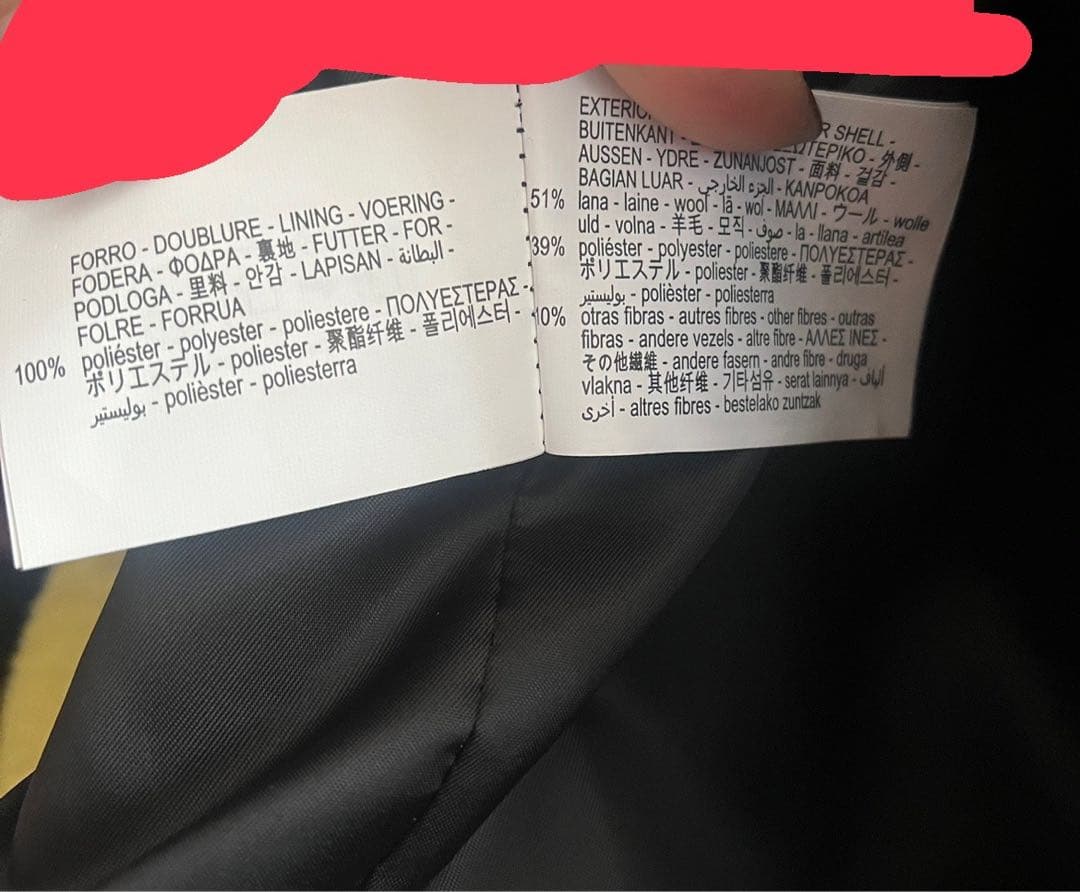 FORRO - DOUBLURE - LINING - VOERING -
FODERA - ΦΟΔΡΑ - 裏地 - FUTTER - FOR -
PODLOGA - 里料 - 안감 - LAPISAN - البطانة -
FOLRE - FORRUA
100% poliéster - polyester - poliestere - ΠΟΛΥΕΣΤΕΡΑΣ -
ポリエステル - poliester - 聚酯纤维 - 폴리에스터 -
بوليستير - polièster - poliesterra
R SHELL -
BUITENKANT - ΞΩΤΕΡΙΚΟ - 外側 -
AUSSEN - YDRE - ZUNANJOST - 面料 - 겉감 -
BAGIAN LUAR - الجزء الخارجي - KANPOKOA
51% lana - laine - wool - lã - wol - ΜΑΛΛΙ - ウール - wolle
uld - volna - 羊毛 - 모직 - صوف - la - llana - artilea
39% poliéster - polyester - poliestere - ΠΟΛΥΕΣΤΕΡΑΣ -
ポリエステル - poliester - 聚酯纤维 - 폴리에스터 -
بوليستير - polièster - poliesterra
10% otras fibras - autres fibres - other fibres - outras
fibras - andere vezels - altre fibre - ΑΛΛΕΣ ΙΝΕΣ -
その他繊維 - andere fasern - andre fibre - druga
vlakna - 其他纤维 - 기타섬유 - serat lainnya - ألياف
أخرى - altres fibres - bestelako zuntzak